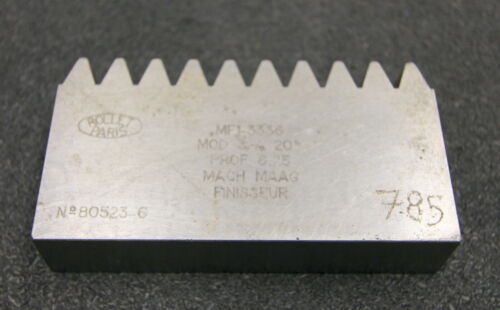 ROLLET
PARIS
MFI 3336
MOD 3 20°
PROF 6.75
MACH MAAG
FINISSEUR
Nº 80523-6
785